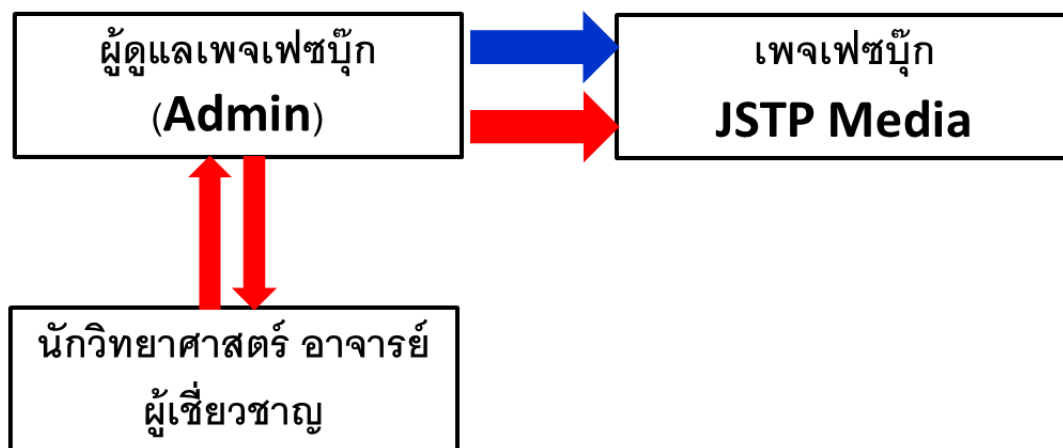 ผู้ดูแลเพจเฟซบุ๊ก
(Admin)
เพจเฟซบุ๊ก
JSTP Media
นักวิทยาศาสตร์ อาจารย์
ผู้เชี่ยวชาญ